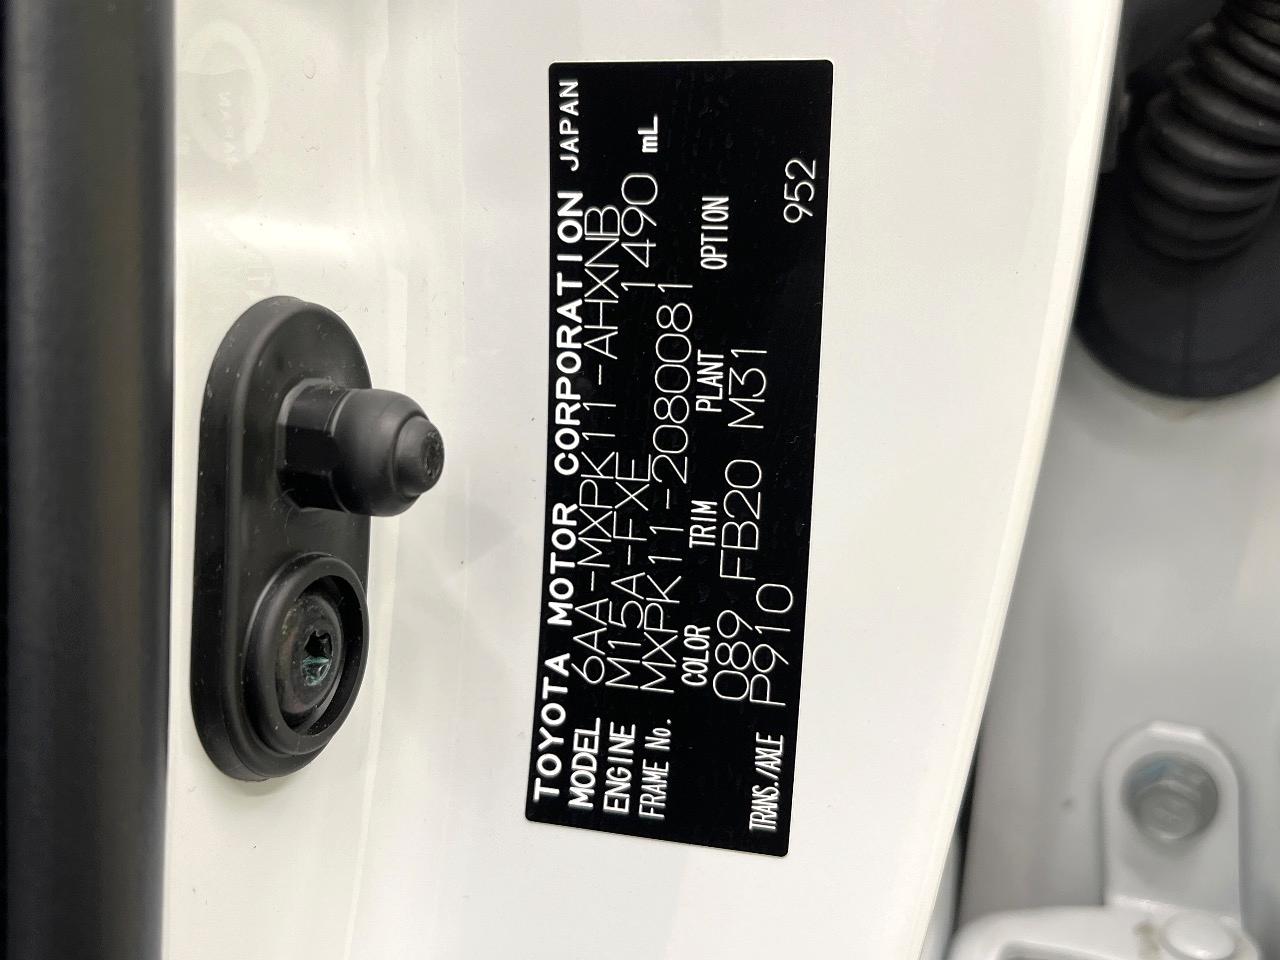 TOYOTA MOTOR CORPORATION JAPAN
MODEL 6AA-MXPK11-AHXNB
ENGINE M15A-FXE 1490 mL
FRAME No. MXPK11-2080081
COLOR TRIM PLANT OPTION
089 FB20 M31
TRANS./AXLE P910 952